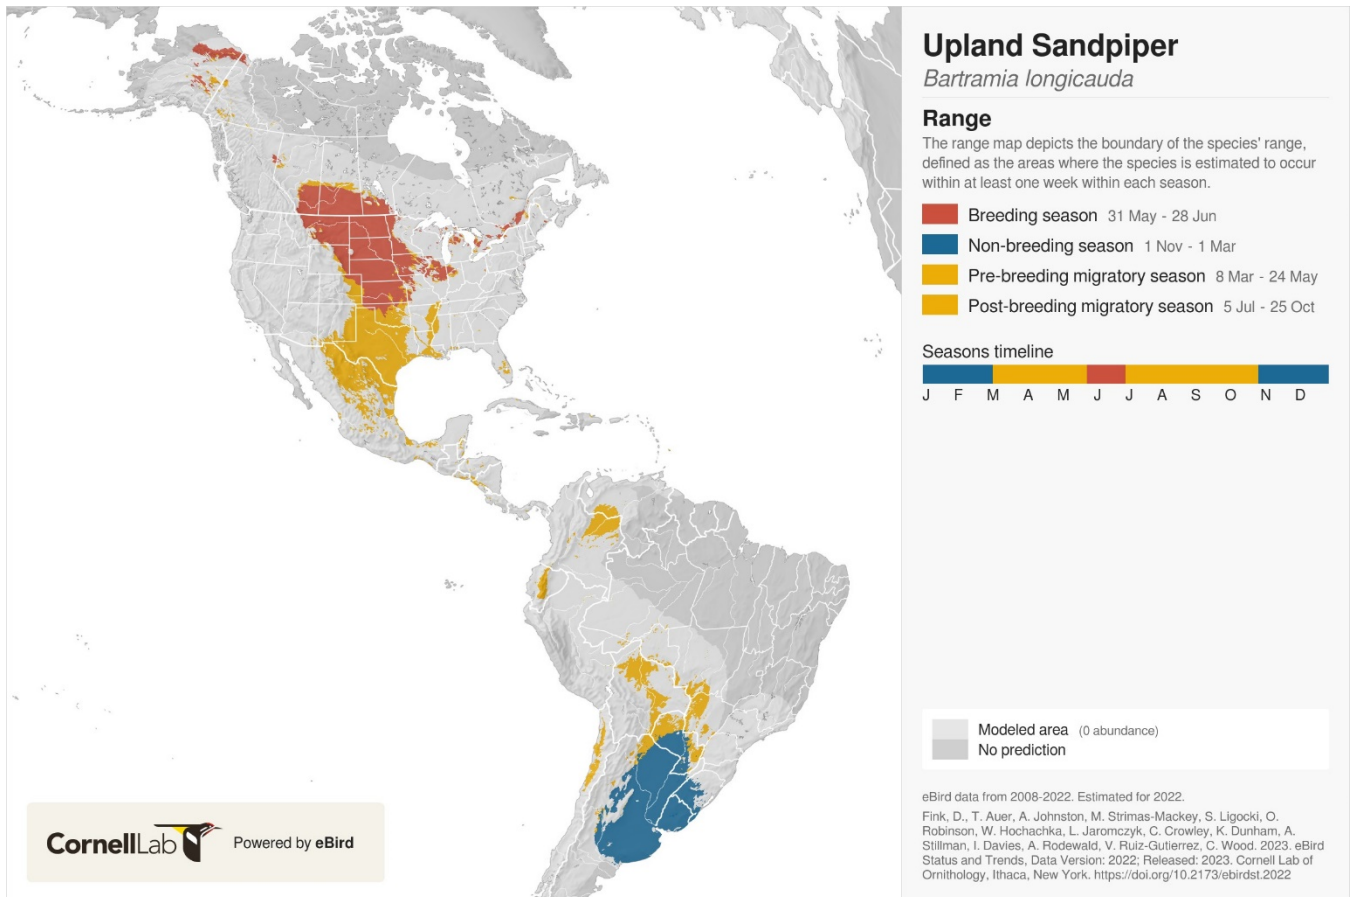 Upland Sandpiper
Bartramia longicauda
Range
The range map depicts the boundary of the species' range,
defined as the areas where the species is estimated to occur
within at least one week within each season.
Breeding season 31 May - 28 Jun
Non-breeding season 1 Nov - 1 Mar
Pre-breeding migratory season 8 Mar - 24 May
Post-breeding migratory season 5 Jul - 25 Oct
Seasons timeline
J F M A M J J A S O N D
Modeled area (0 abundance)
No prediction
eBird data from 2008-2022. Estimated for 2022.
Fink, D., T. Auer, A. Johnston, M. Strimas-Mackey, S. Ligocki, O.
Robinson, W. Hochachka, L. Jaromczyk, C. Crowley, K. Dunham, A.
Stillman, I. Davies, A. Rodewald, V. Ruiz-Gutierrez, C. Wood. 2023. eBird
Status and Trends, Data Version: 2022; Released: 2023. Cornell Lab of
Ornithology, Ithaca, New York. https://doi.org/10.2173/ebirdst.2022
CornellLab Powered by eBird